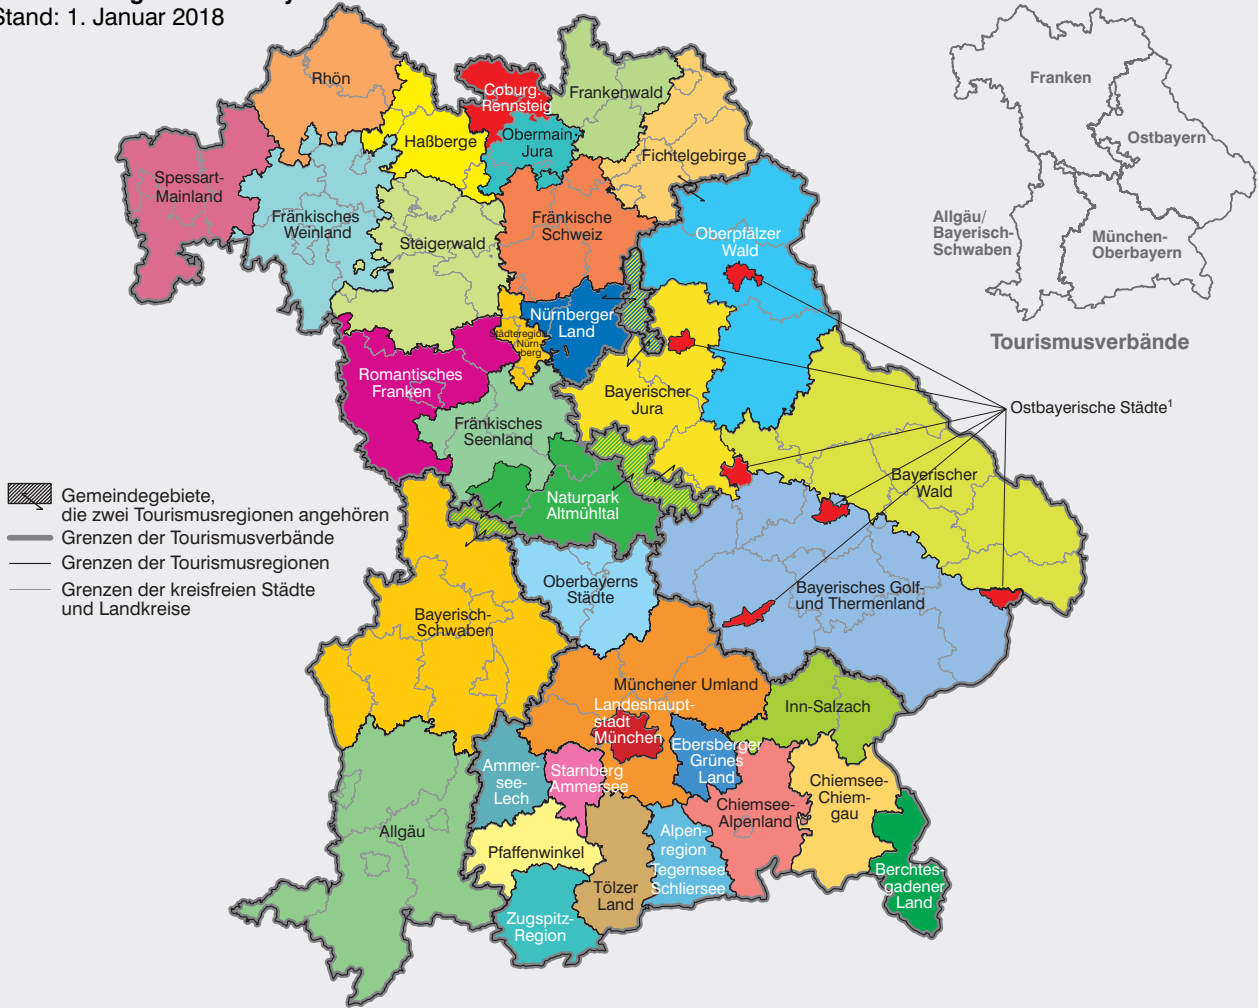 Stand: 1. Januar 2018
Rhön
Coburg.
Rennsteig
Frankenwald
Haßberge
Obermain.
Jura
Fichtelgebirge
Spessart-
Mainland
Fränkisches
Weinland
Steigerwald
Fränkische
Schweiz
Oberpfälzer
Wald
Nürnberger
Land
Städteregion
Nürn-
berg
Romantisches
Franken
Bayerischer
Jura
Fränkisches
Seenland
Bayerischer
Wald
Naturpark
Altmühltal
Oberbayerns
Städte
Bayerisches Golf-
und Thermenland
Bayerisch-
Schwaben
Münchener Umland
Inn-Salzach
Landeshaupt-
stadt
München
Ebersberger
Grünes
Land
Ammer-
see-
Lech
Starnberg
Ammersee
Chiemsee-
Alpenland
Chiemsee-
Chiem-
gau
Allgäu
Pfaffenwinkel
Alpen-
region
Tegernsee
Schliersee
Tölzer
Land
Zugspitz-
Region
Berchtes-
gadener
Land
Franken
Ostbayern
Allgäu/
Bayerisch-
Schwaben
München-
Oberbayern
Tourismusverbände
Ostbayerische Städte¹
Gemeindegebiete,
die zwei Tourismusregionen angehören
Grenzen der Tourismusverbände
Grenzen der Tourismusregionen
Grenzen der kreisfreien Städte
und Landkreise